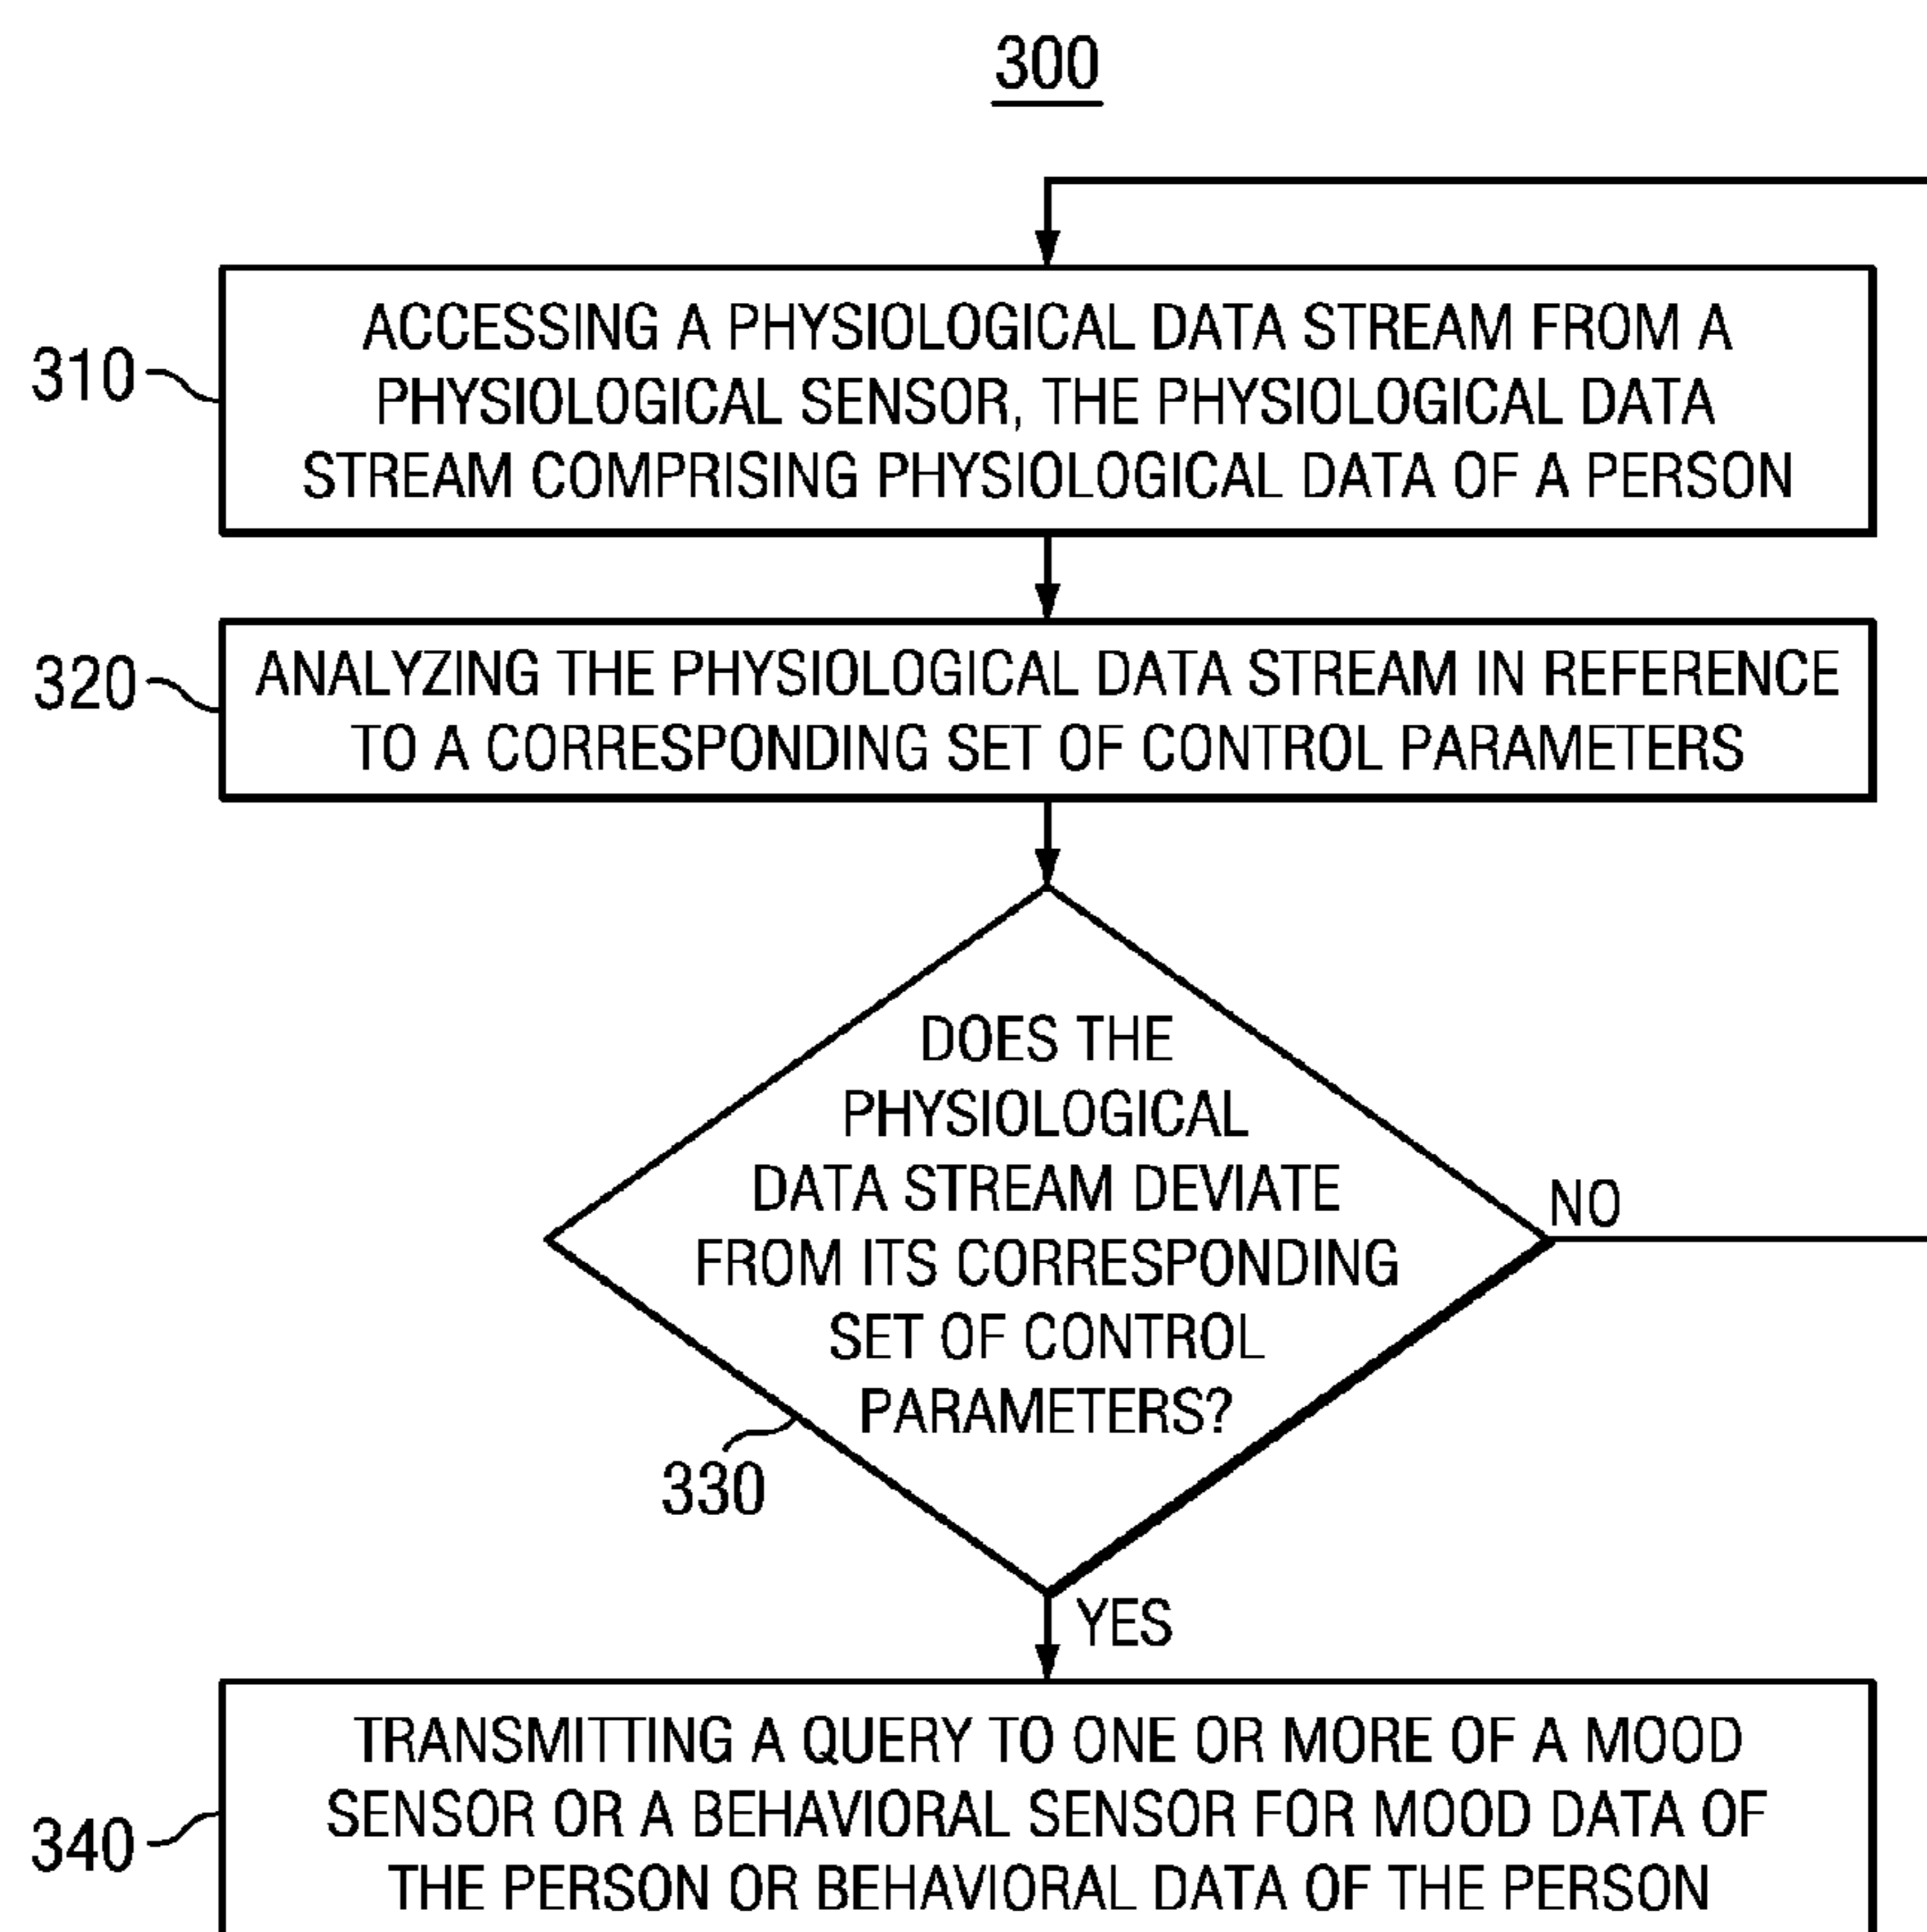 300
310
ACCESSING A PHYSIOLOGICAL DATA STREAM FROM A
PHYSIOLOGICAL SENSOR, THE PHYSIOLOGICAL DATA
STREAM COMPRISING PHYSIOLOGICAL DATA OF A PERSON
320
ANALYZING THE PHYSIOLOGICAL DATA STREAM IN REFERENCE
TO A CORRESPONDING SET OF CONTROL PARAMETERS
DOES THE
PHYSIOLOGICAL
DATA STREAM DEVIATE
FROM ITS CORRESPONDING
SET OF CONTROL
PARAMETERS?
NO
330
YES
340
TRANSMITTING A QUERY TO ONE OR MORE OF A MOOD
SENSOR OR A BEHAVIORAL SENSOR FOR MOOD DATA OF
THE PERSON OR BEHAVIORAL DATA OF THE PERSON